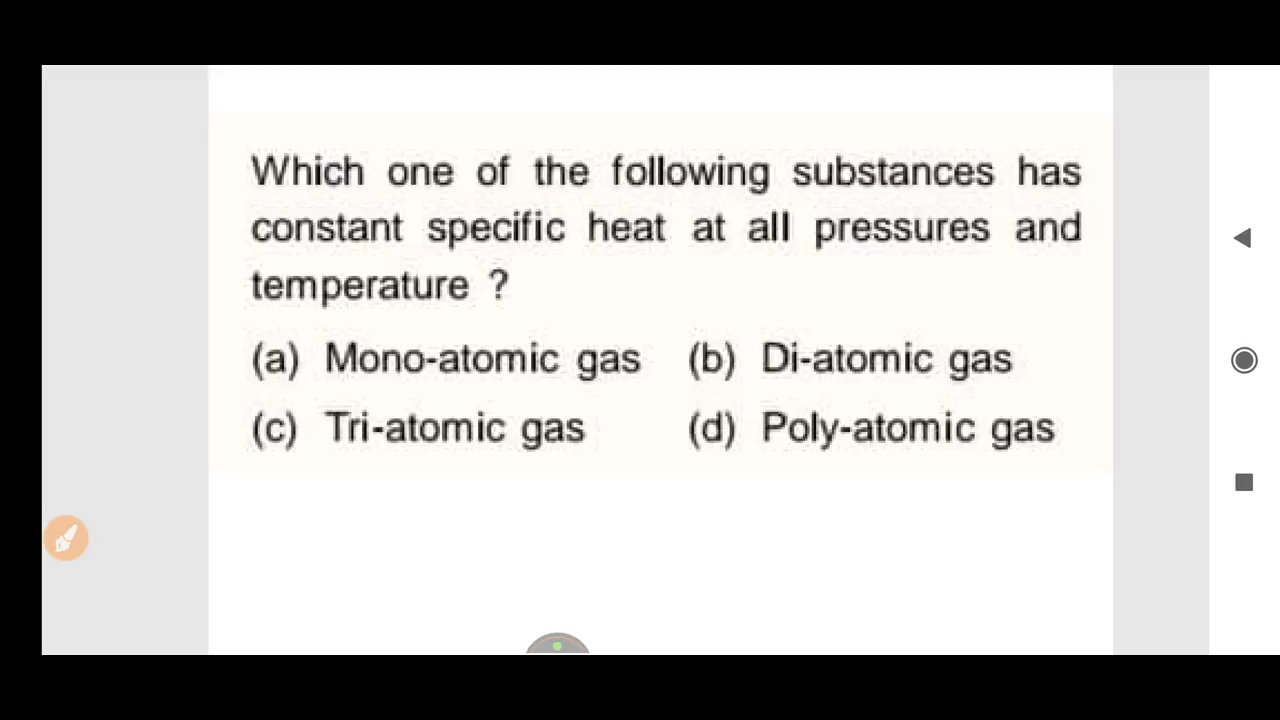 Which one of the following substances has
constant specific heat at all pressures and
temperature ?
(a) Mono-atomic gas (b) Di-atomic gas
(c) Tri-atomic gas (d) Poly-atomic gas